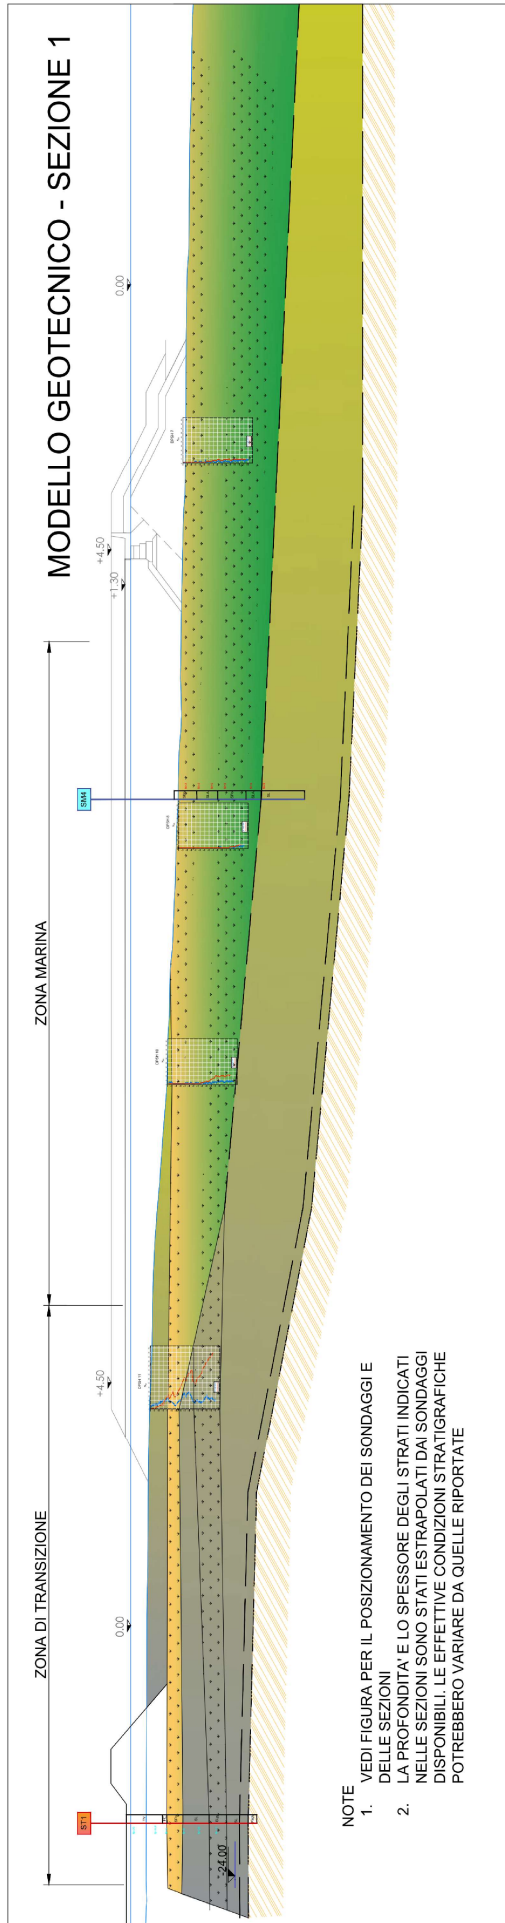 MODELLO GEOTECNICO - SEZIONE 1
ZONA DI TRANSIZIONE
ZONA MARINA
ST1
SM4
0.00
+4.50
+1.30
+4.50
0.00
-24.00
NOTE
1. VEDI FIGURA PER IL POSIZIONAMENTO DEI SONDAGGI E
DELLE SEZIONI
2. LA PROFONDITA' E LO SPESSORE DEGLI STRATI INDICATI
NELLE SEZIONI SONO STATI ESTRAPOLATI DAI SONDAGGI
DISPONIBILI. LE EFFETTIVE CONDIZIONI STRATIGRAFICHE
POTREBBERO VARIARE DA QUELLE RIPORTATE